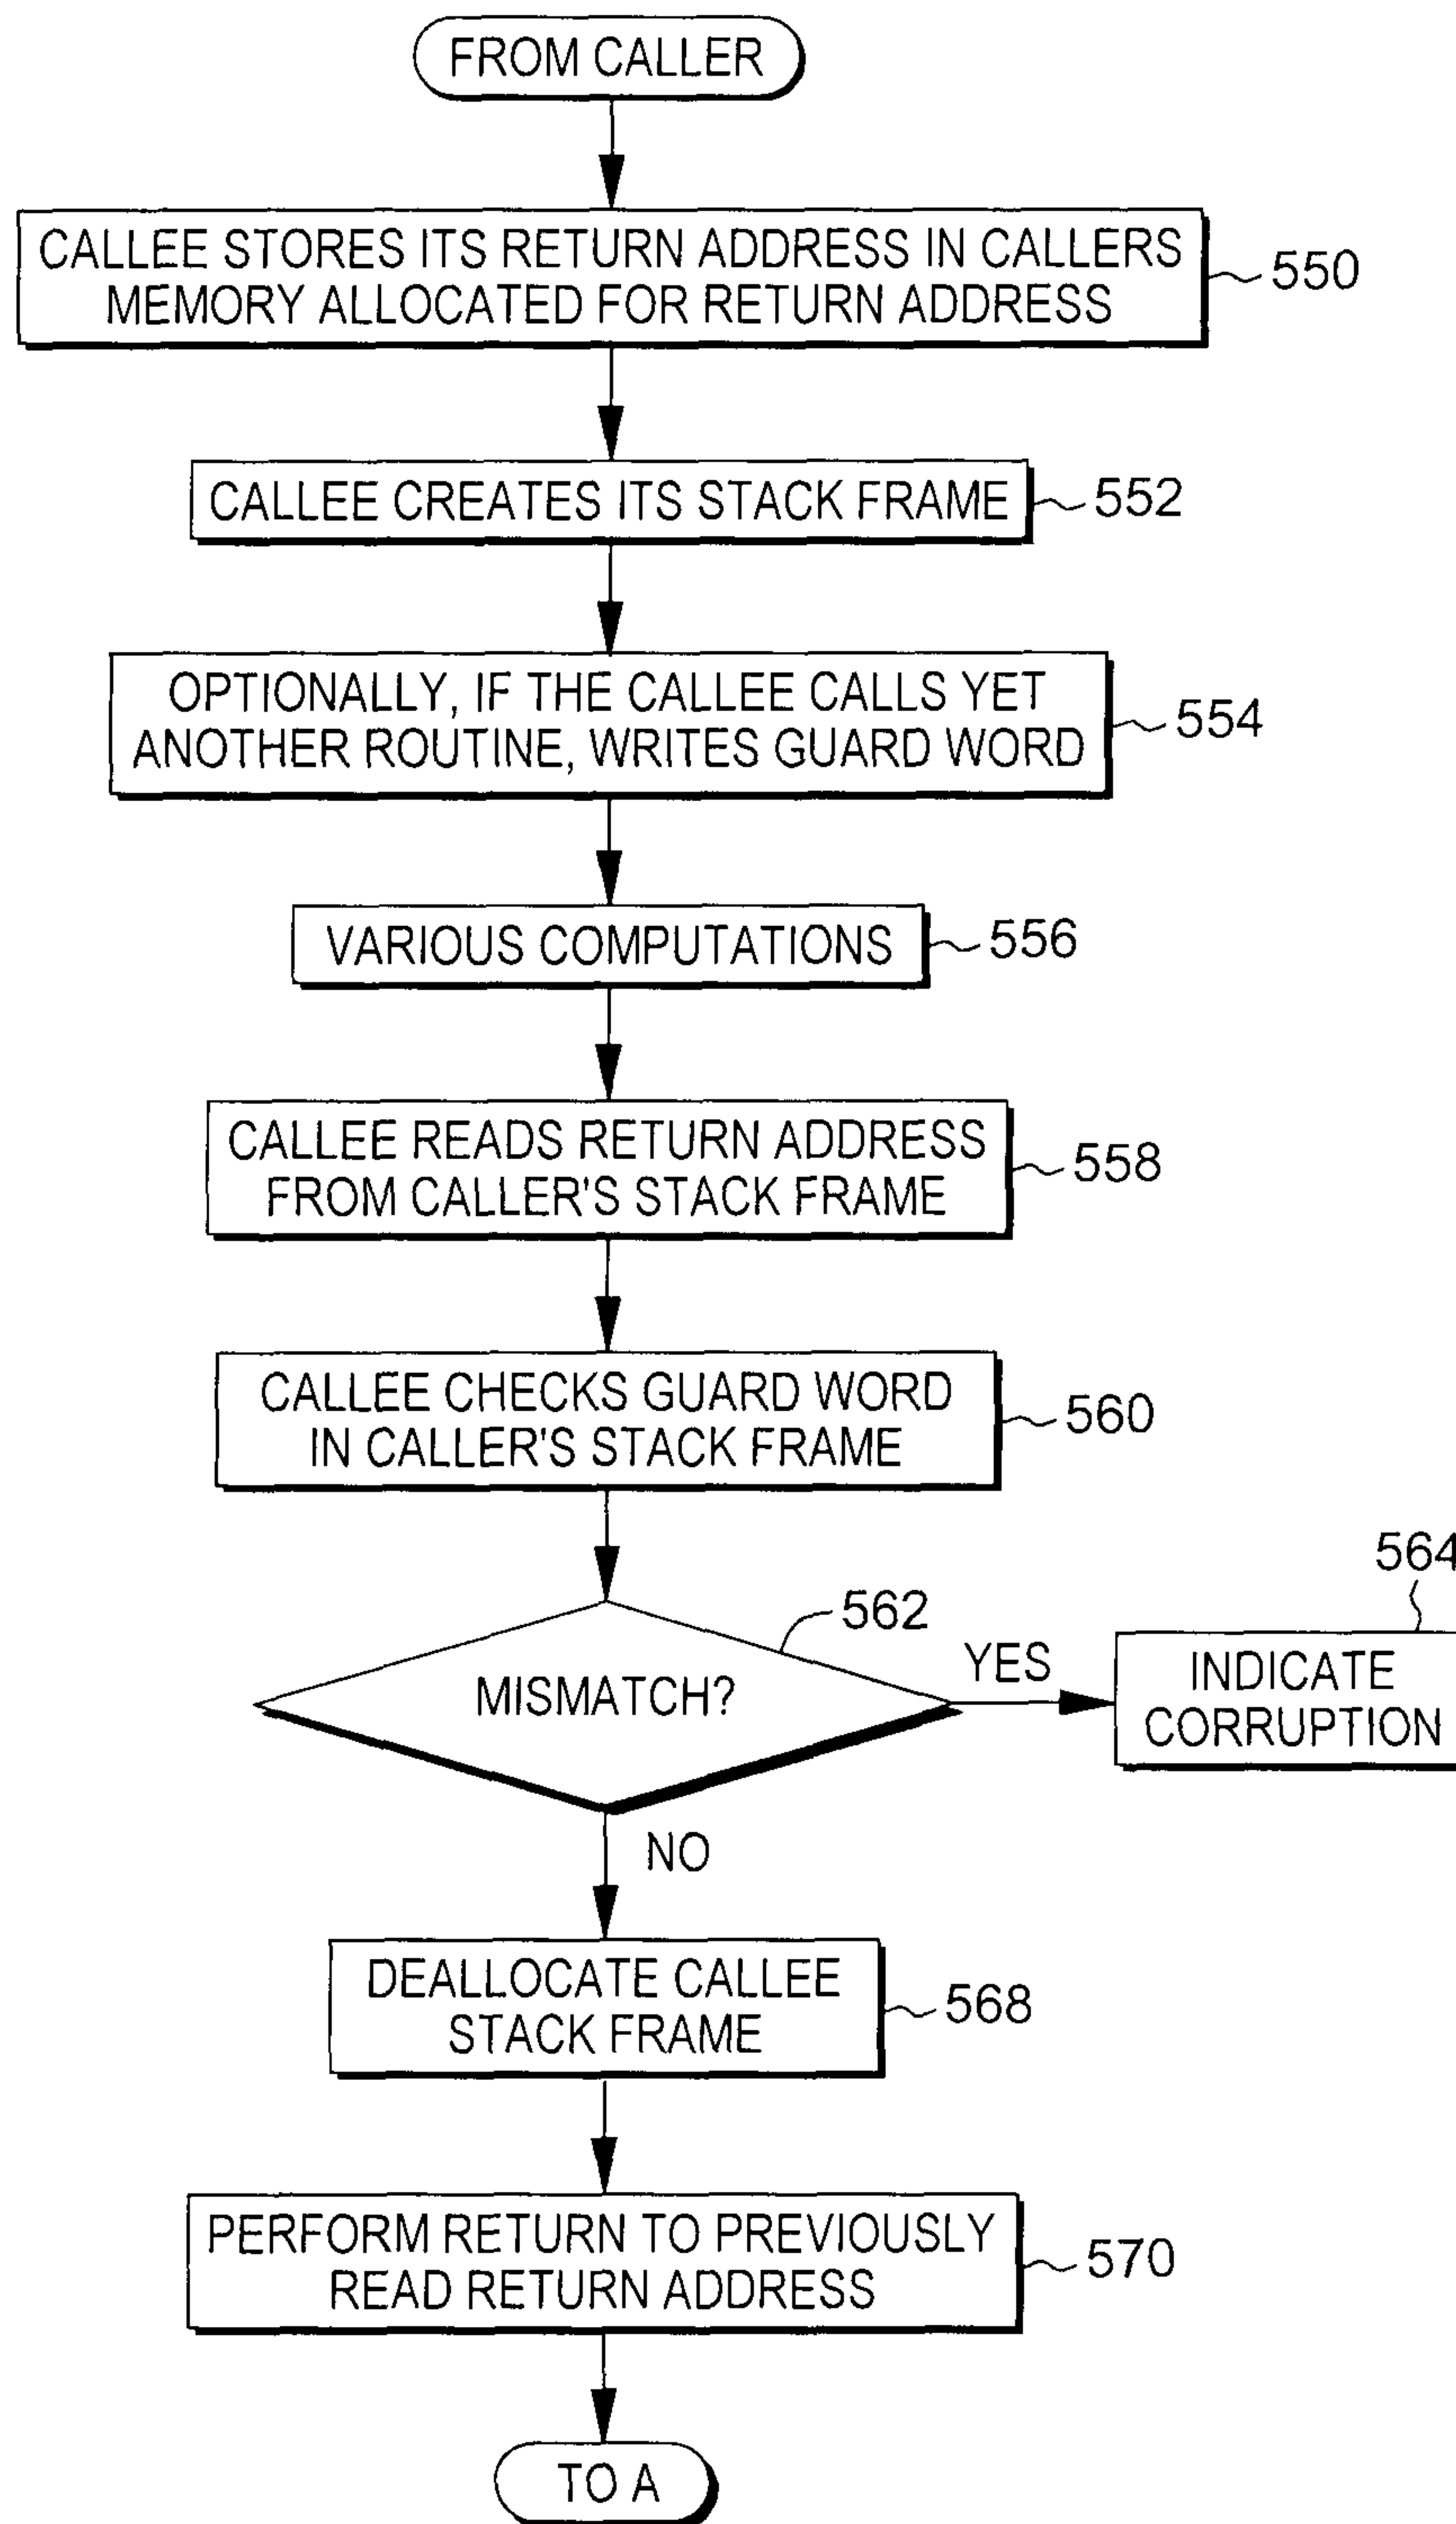 FROM CALLER
CALLEE STORES ITS RETURN ADDRESS IN CALLERS
MEMORY ALLOCATED FOR RETURN ADDRESS
550
CALLEE CREATES ITS STACK FRAME
552
OPTIONALLY, IF THE CALLEE CALLS YET
ANOTHER ROUTINE, WRITES GUARD WORD
554
VARIOUS COMPUTATIONS
556
CALLEE READS RETURN ADDRESS
FROM CALLER'S STACK FRAME
558
CALLEE CHECKS GUARD WORD
IN CALLER'S STACK FRAME
560
562
MISMATCH?
YES
564
INDICATE
CORRUPTION
NO
DEALLOCATE CALLEE
STACK FRAME
568
PERFORM RETURN TO PREVIOUSLY
READ RETURN ADDRESS
570
TO A